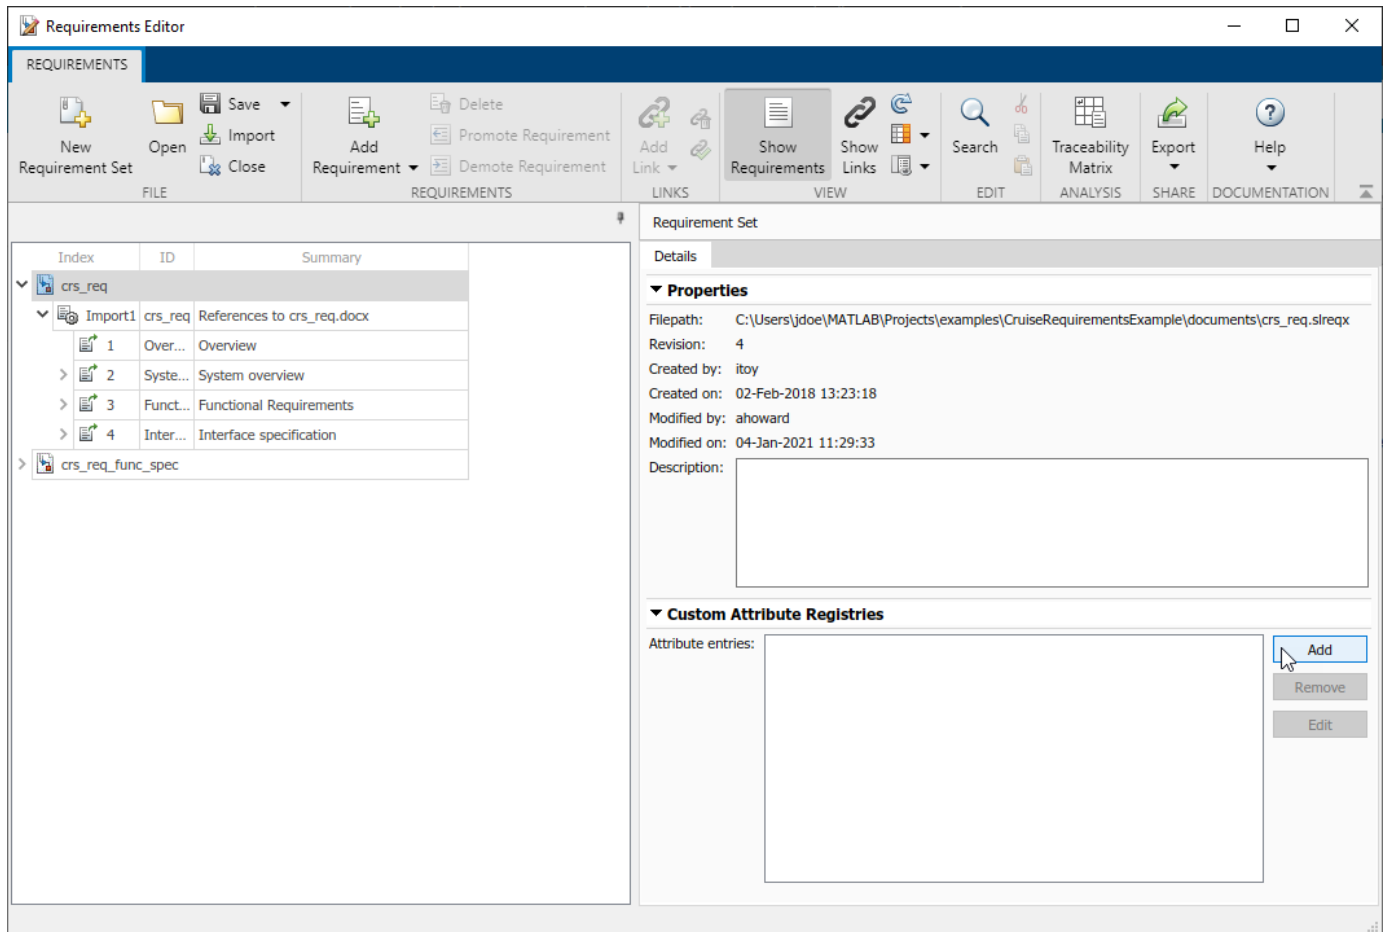 Requirements Editor
REQUIREMENTS
New
Requirement Set
Open
Save
Import
Close
FILE
Add
Requirement
Delete
Promote Requirement
Demote Requirement
REQUIREMENTS
Add
Link
LINKS
Show
Requirements
Show
Links
VIEW
Search
EDIT
Traceability
Matrix
ANALYSIS
Export
SHARE
Help
DOCUMENTATION
Index ID Summary
crs_req
Import1 crs_req References to crs_req.docx
1 Over... Overview
2 Syste... System overview
3 Funct... Functional Requirements
4 Inter... Interface specification
crs_req_func_spec
Requirement Set
Details
Properties
Filepath: C:\Users\jdoe\MATLAB\Projects\examples\CruiseRequirementsExample\documents\crs_req.slreqx
Revision: 4
Created by: itoy
Created on: 02-Feb-2018 13:23:18
Modified by: ahoward
Modified on: 04-Jan-2021 11:29:33
Description:
Custom Attribute Registries
Attribute entries:
Add
Remove
Edit